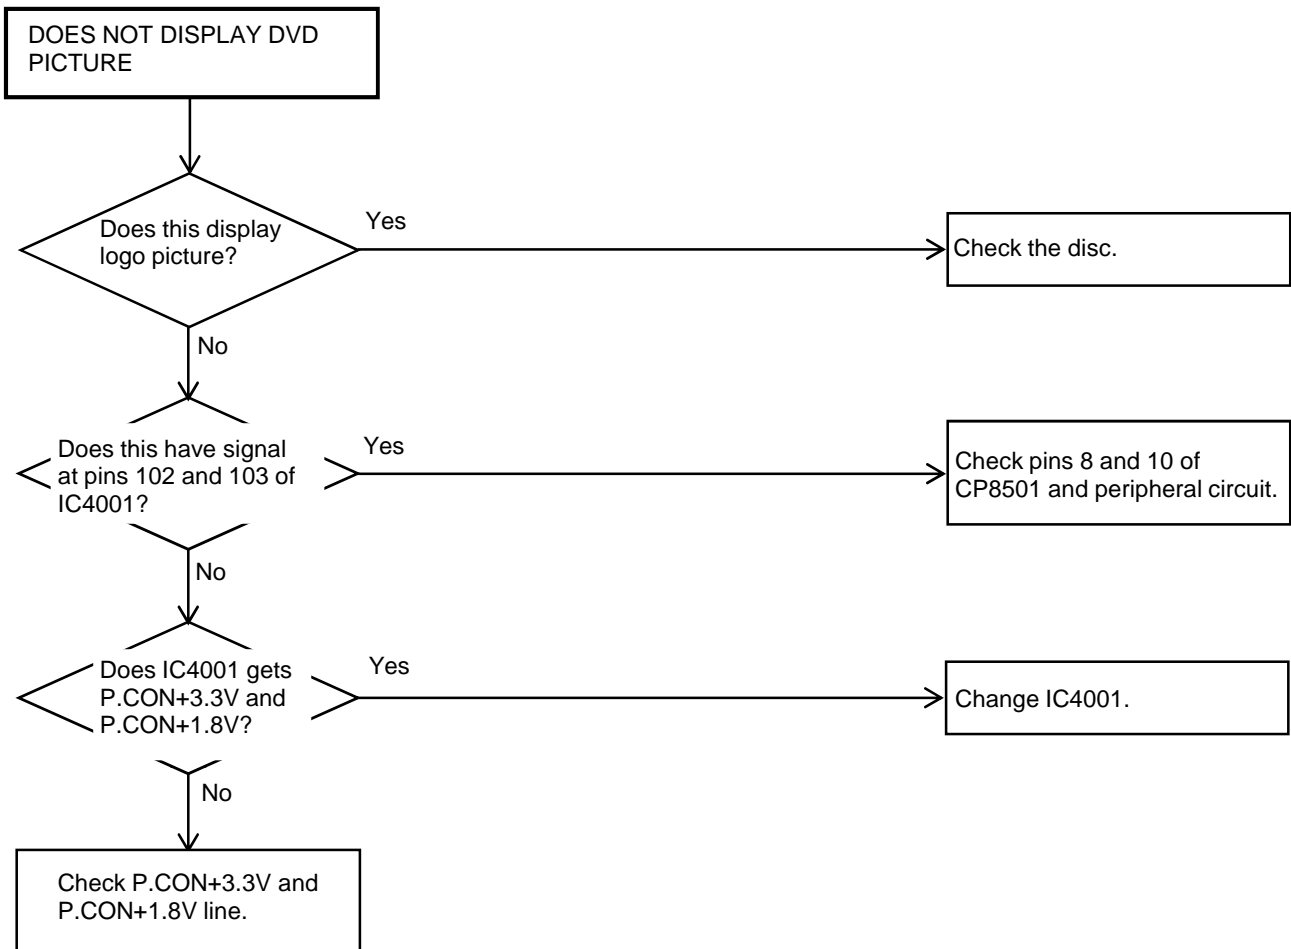 DOES NOT DISPLAY DVD
PICTURE
Does this display
logo picture?
Yes
Check the disc.
No
Does this have signal
at pins 102 and 103 of
IC4001?
Yes
Check pins 8 and 10 of
CP8501 and peripheral circuit.
No
Does IC4001 gets
P.CON+3.3V and
P.CON+1.8V?
Yes
Change IC4001.
No
Check P.CON+3.3V and
P.CON+1.8V line.